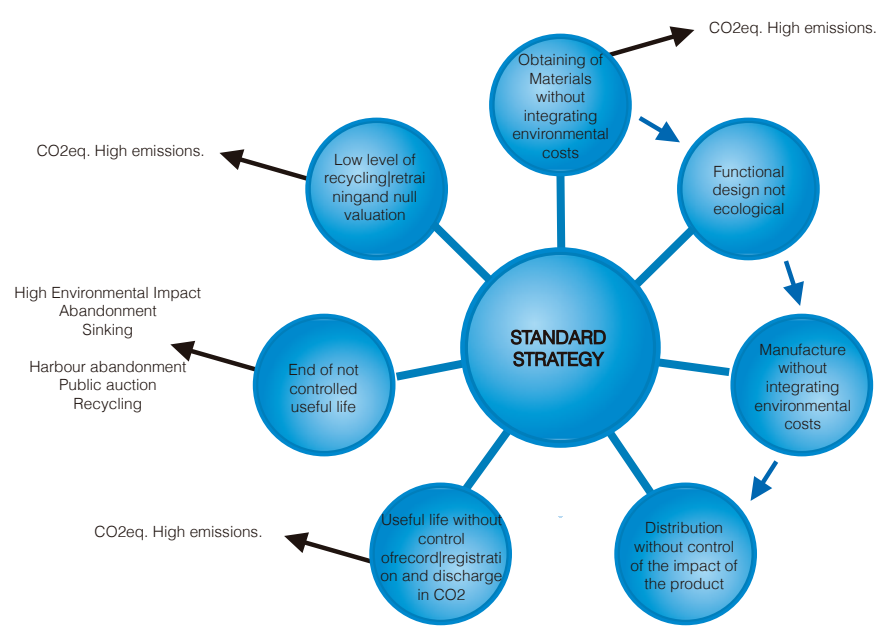 CO2eq. High emissions.
Obtaining of
Materials
without
integrating
environmental
costs
Functional
design not
ecological
Manufacture
without
integrating
environmental
costs
Distribution
without control
of the impact of
the product
Useful life without
control
ofrecord|registrati
on and discharge
in CO2
CO2eq. High emissions.
End of not
controlled
useful life
High Environmental Impact
Abandonment
Sinking
Harbour abandonment
Public auction
Recycling
Low level of
recycling|retrai
ningand null
valuation
CO2eq. High emissions.
STANDARD
STRATEGY